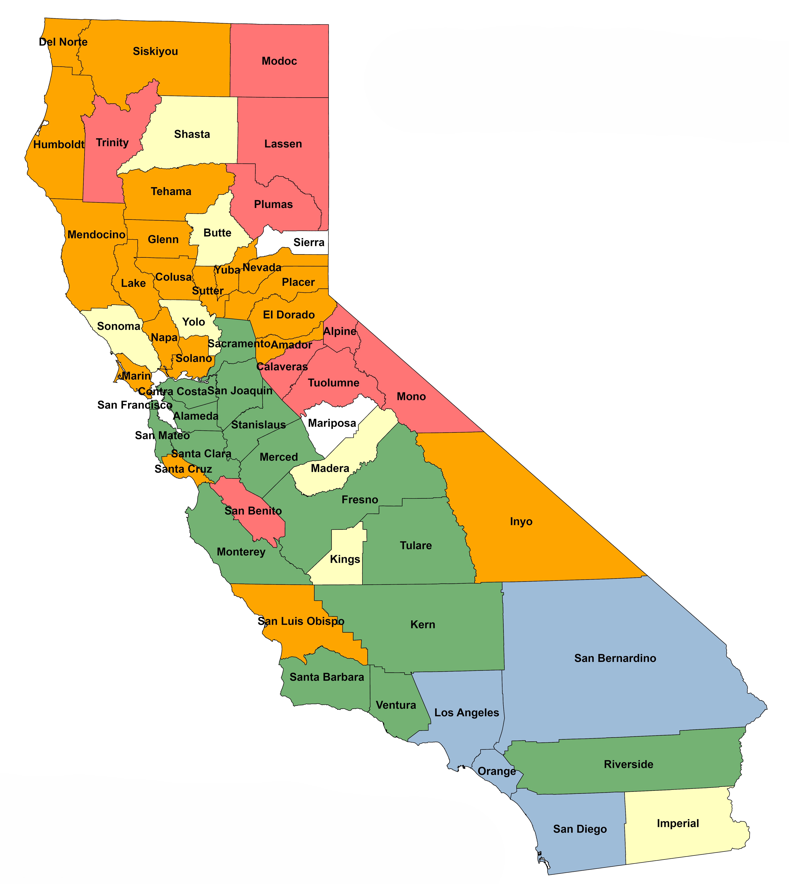 Del Norte
Siskiyou
Modoc
Humboldt
Trinity
Shasta
Lassen
Tehama
Plumas
Mendocino
Glenn
Butte
Sierra
Lake
Colusa
Sutter
Yuba
Nevada
Placer
Sonoma
Napa
Yolo
El Dorado
Solano
Sacramento
Amador
Alpine
Marin
Calaveras
Tuolumne
Mono
Contra Costa
San Joaquin
San Francisco
Alameda
Stanislaus
Mariposa
San Mateo
Santa Clara
Merced
Madera
Santa Cruz
San Benito
Fresno
Inyo
Monterey
Kings
Tulare
San Luis Obispo
Kern
San Bernardino
Santa Barbara
Ventura
Los Angeles
Orange
Riverside
San Diego
Imperial